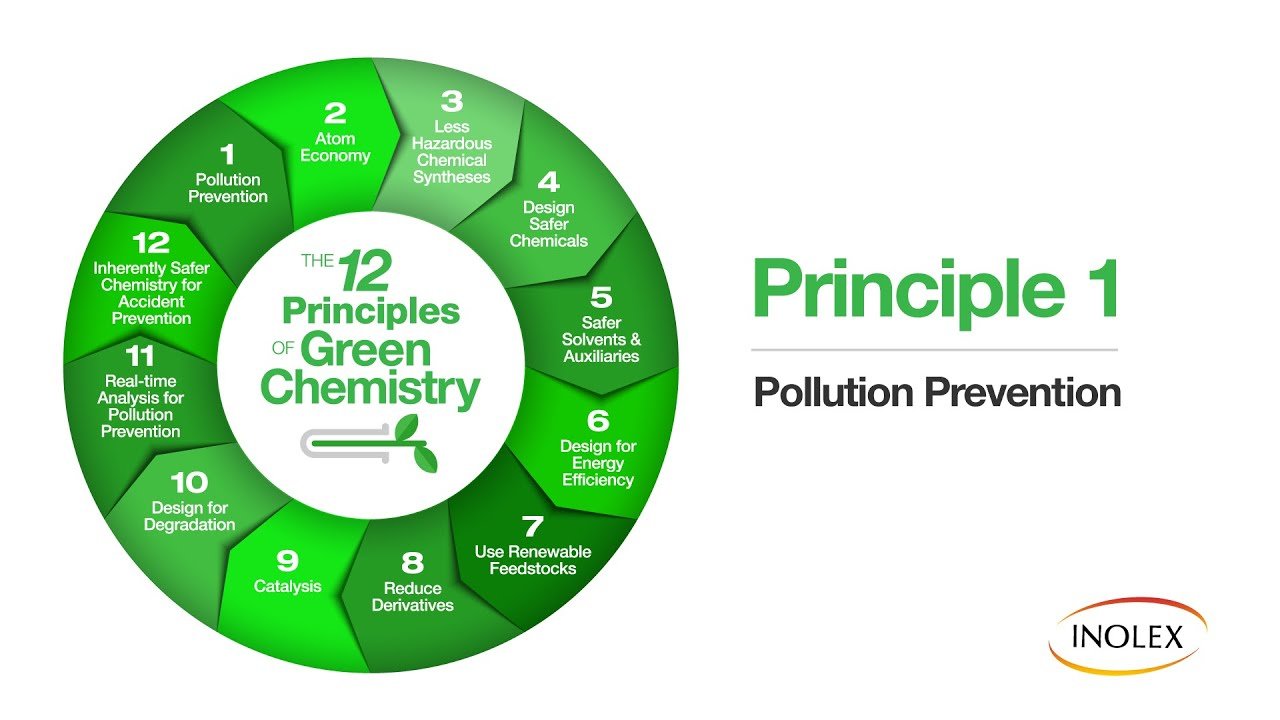 1
Pollution
Prevention
2
Atom
Economy
3
Less
Hazardous
Chemical
Syntheses
4
Design
Safer
Chemicals
5
Safer
Solvents &
Auxiliaries
6
Design for
Energy
Efficiency
7
Use Renewable
Feedstocks
8
Reduce
Derivatives
9
Catalysis
10
Design for
Degradation
11
Real-time
Analysis for
Pollution
Prevention
12
Inherently Safer
Chemistry for
Accident
Prevention
THE 12
Principles
OF Green
Chemistry
Principle 1
Pollution Prevention
INOLEX